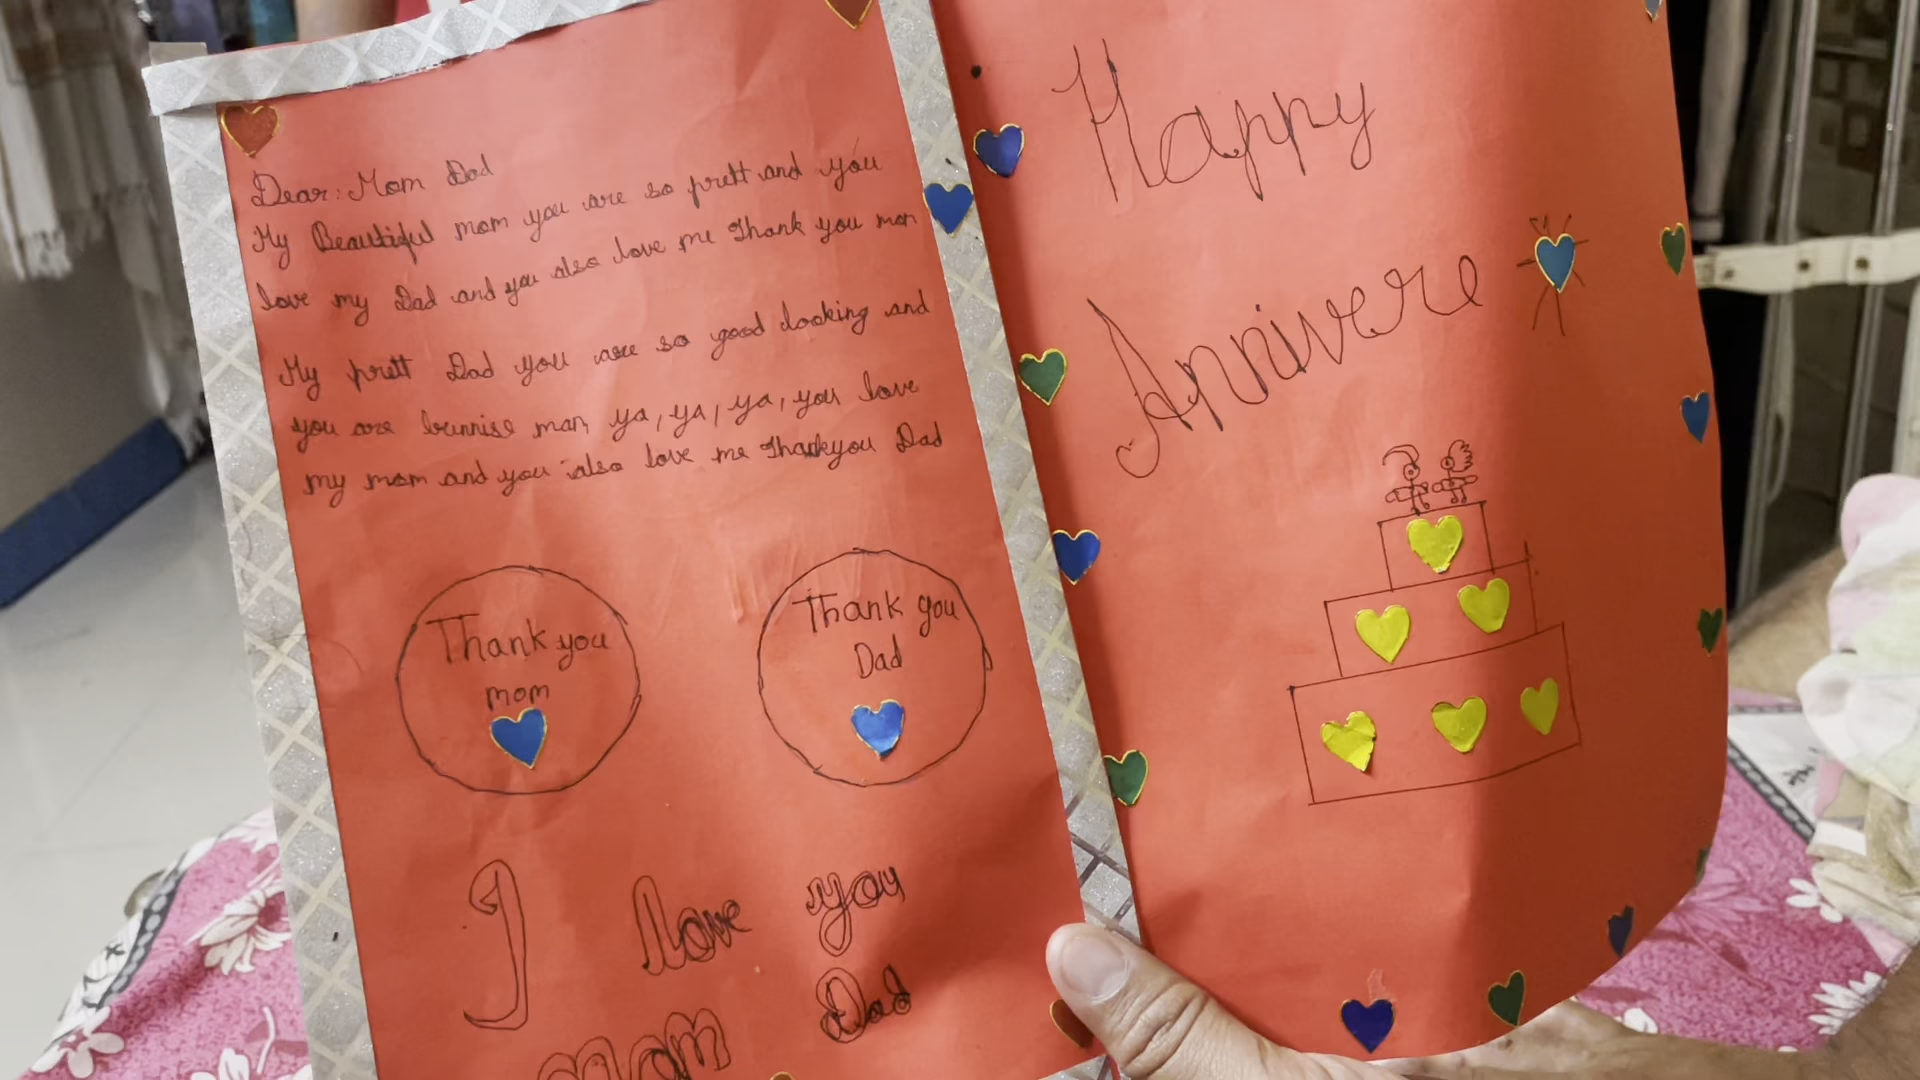 Dear: Mom Dad
My Beautiful mom you are so prett and you
love my Dad and you also love me Thank you mom
My prett Dad you are so good looking and
you are bunnise man, ya, ya, ya, you love
my mom and you also love me Thankyou Dad
Thank you
mom
Thank you
Dad
I love you
mom Dad
Happy
Annivere